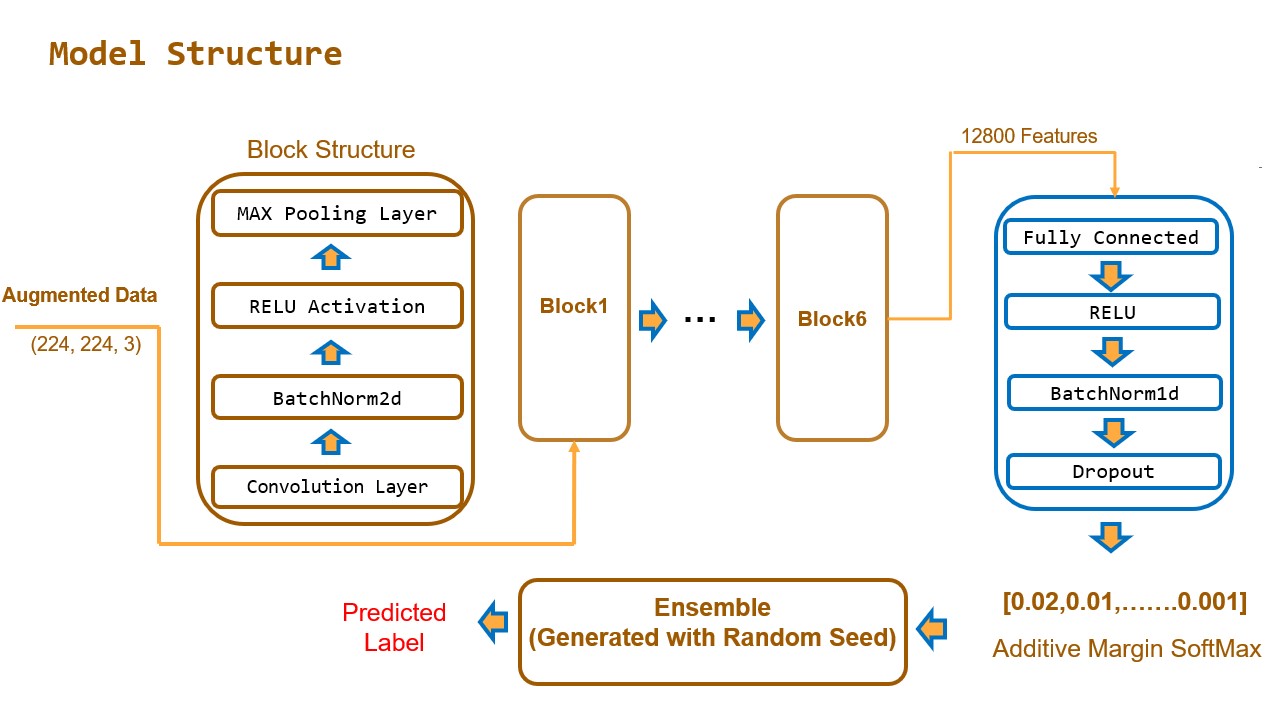 Model Structure
12800 Features
Block Structure
MAX Pooling Layer
RELU Activation
BatchNorm2d
Convolution Layer
Augmented Data
(224, 224, 3)
Block1
...
Block6
Fully Connected
RELU
BatchNorm1d
Dropout
[0.02,0.01,.......0.001]
Additive Margin SoftMax
Ensemble
(Generated with Random Seed)
Predicted
Label